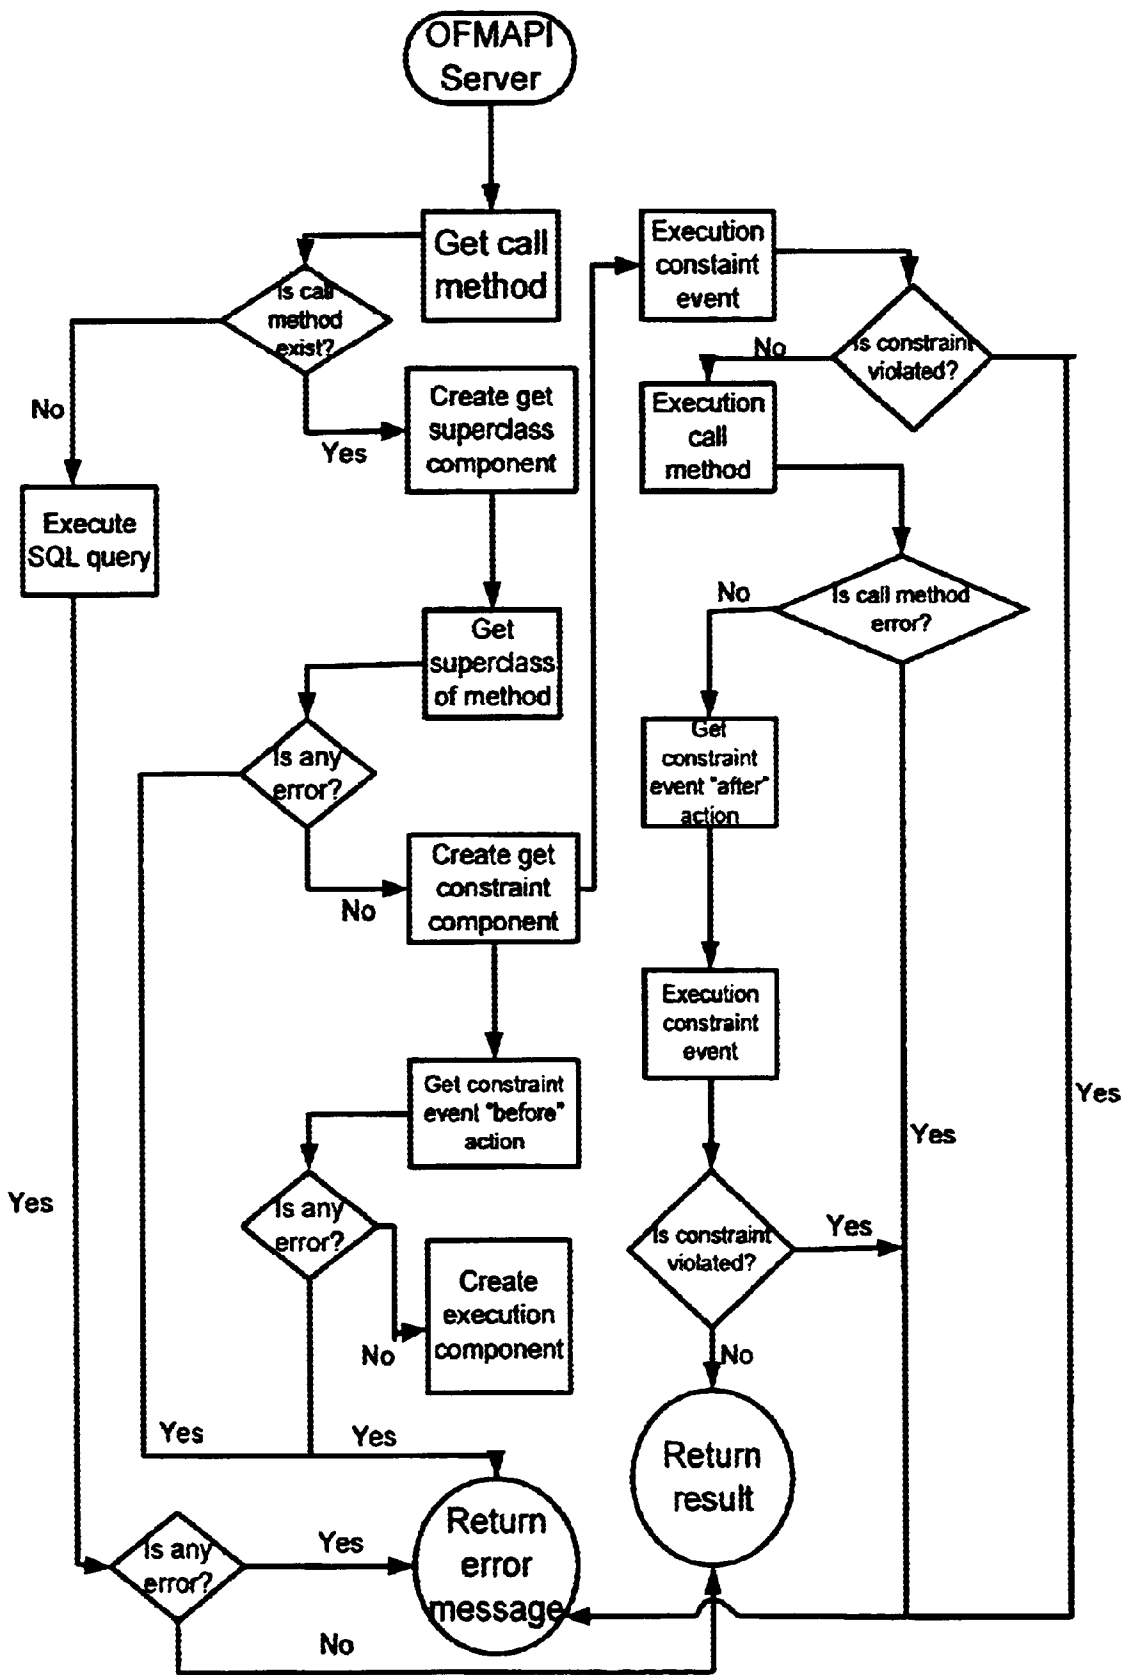 OFMAPI
Server
Get call
method
Is call
method
exist?
No
Yes
Execute
SQL query
Create get
superclass
component
Get
superclass
of method
Is any
error?
No
Create get
constraint
component
Get constraint
event "before"
action
Yes
Is any
error?
No
Create
execution
component
Yes
Yes
Is any
error?
Yes
No
Return
error
message
Execution
constaint
event
Is constraint
violated?
No
Execution
call
method
Is call method
error?
No
Get
constraint
event "after"
action
Execution
constraint
event
Yes
Yes
Is constraint
violated?
Yes
No
Return
result